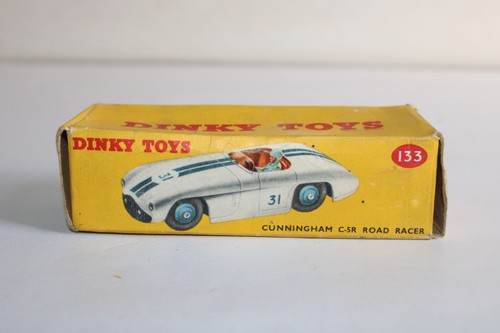 DINKY TOYS
DINKY TOYS
133
31
31
CUNNINGHAM C-5R ROAD RACER